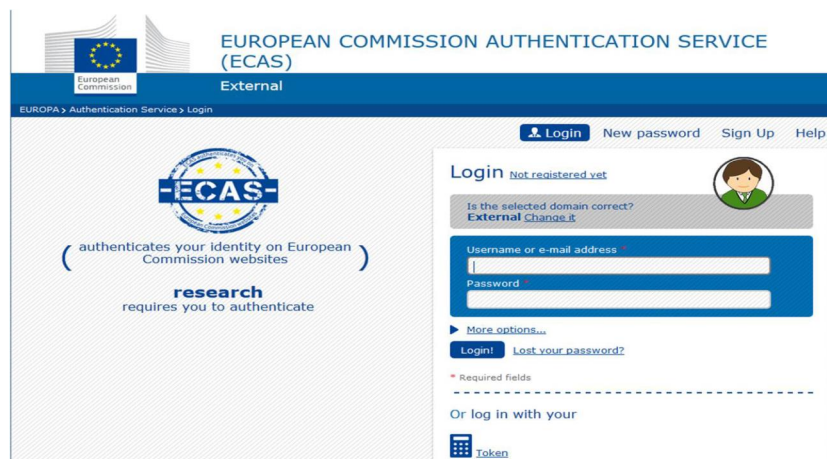 EUROPEAN COMMISSION AUTHENTICATION SERVICE
(ECAS)
European
Commission
External
EUROPA > Authentication Service > Login
Login
New password
Sign Up
Help
ECAS
authenticates your identity on European
Commission websites
research
requires you to authenticate
Login Not registered yet
Is the selected domain correct?
External Change it
Username or e-mail address *
Password *
More options...
Login! Lost your password?
* Required fields
Or log in with your
Token